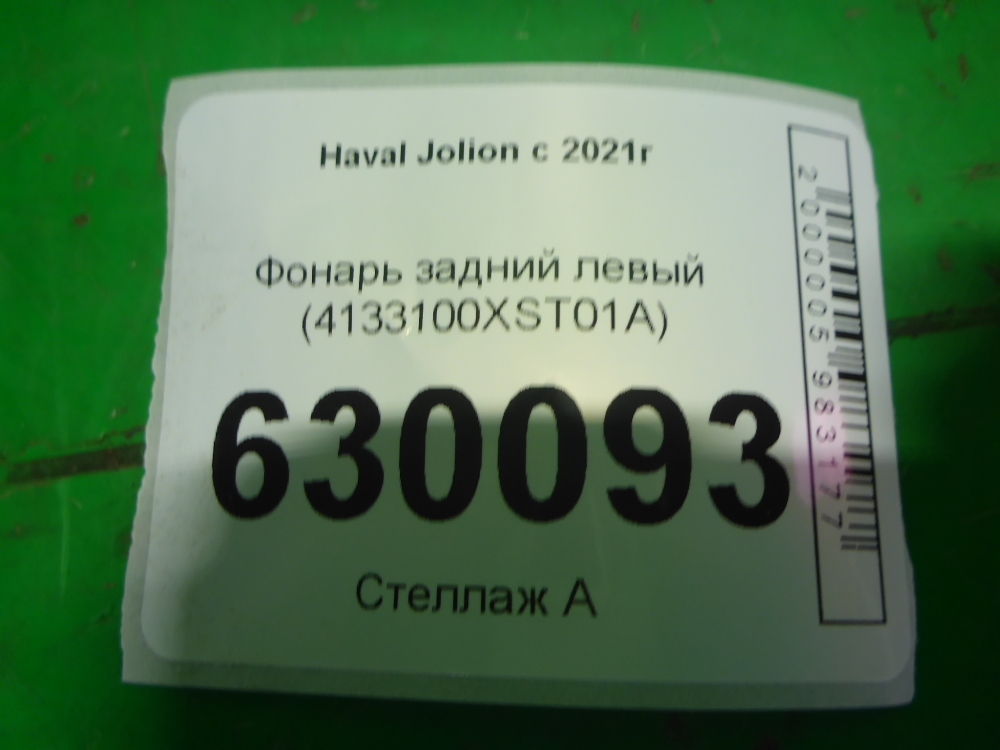 Haval Jolion с 2021г
Фонарь задний левый
(4133100XST01A)
630093
Стеллаж А
2000005983177